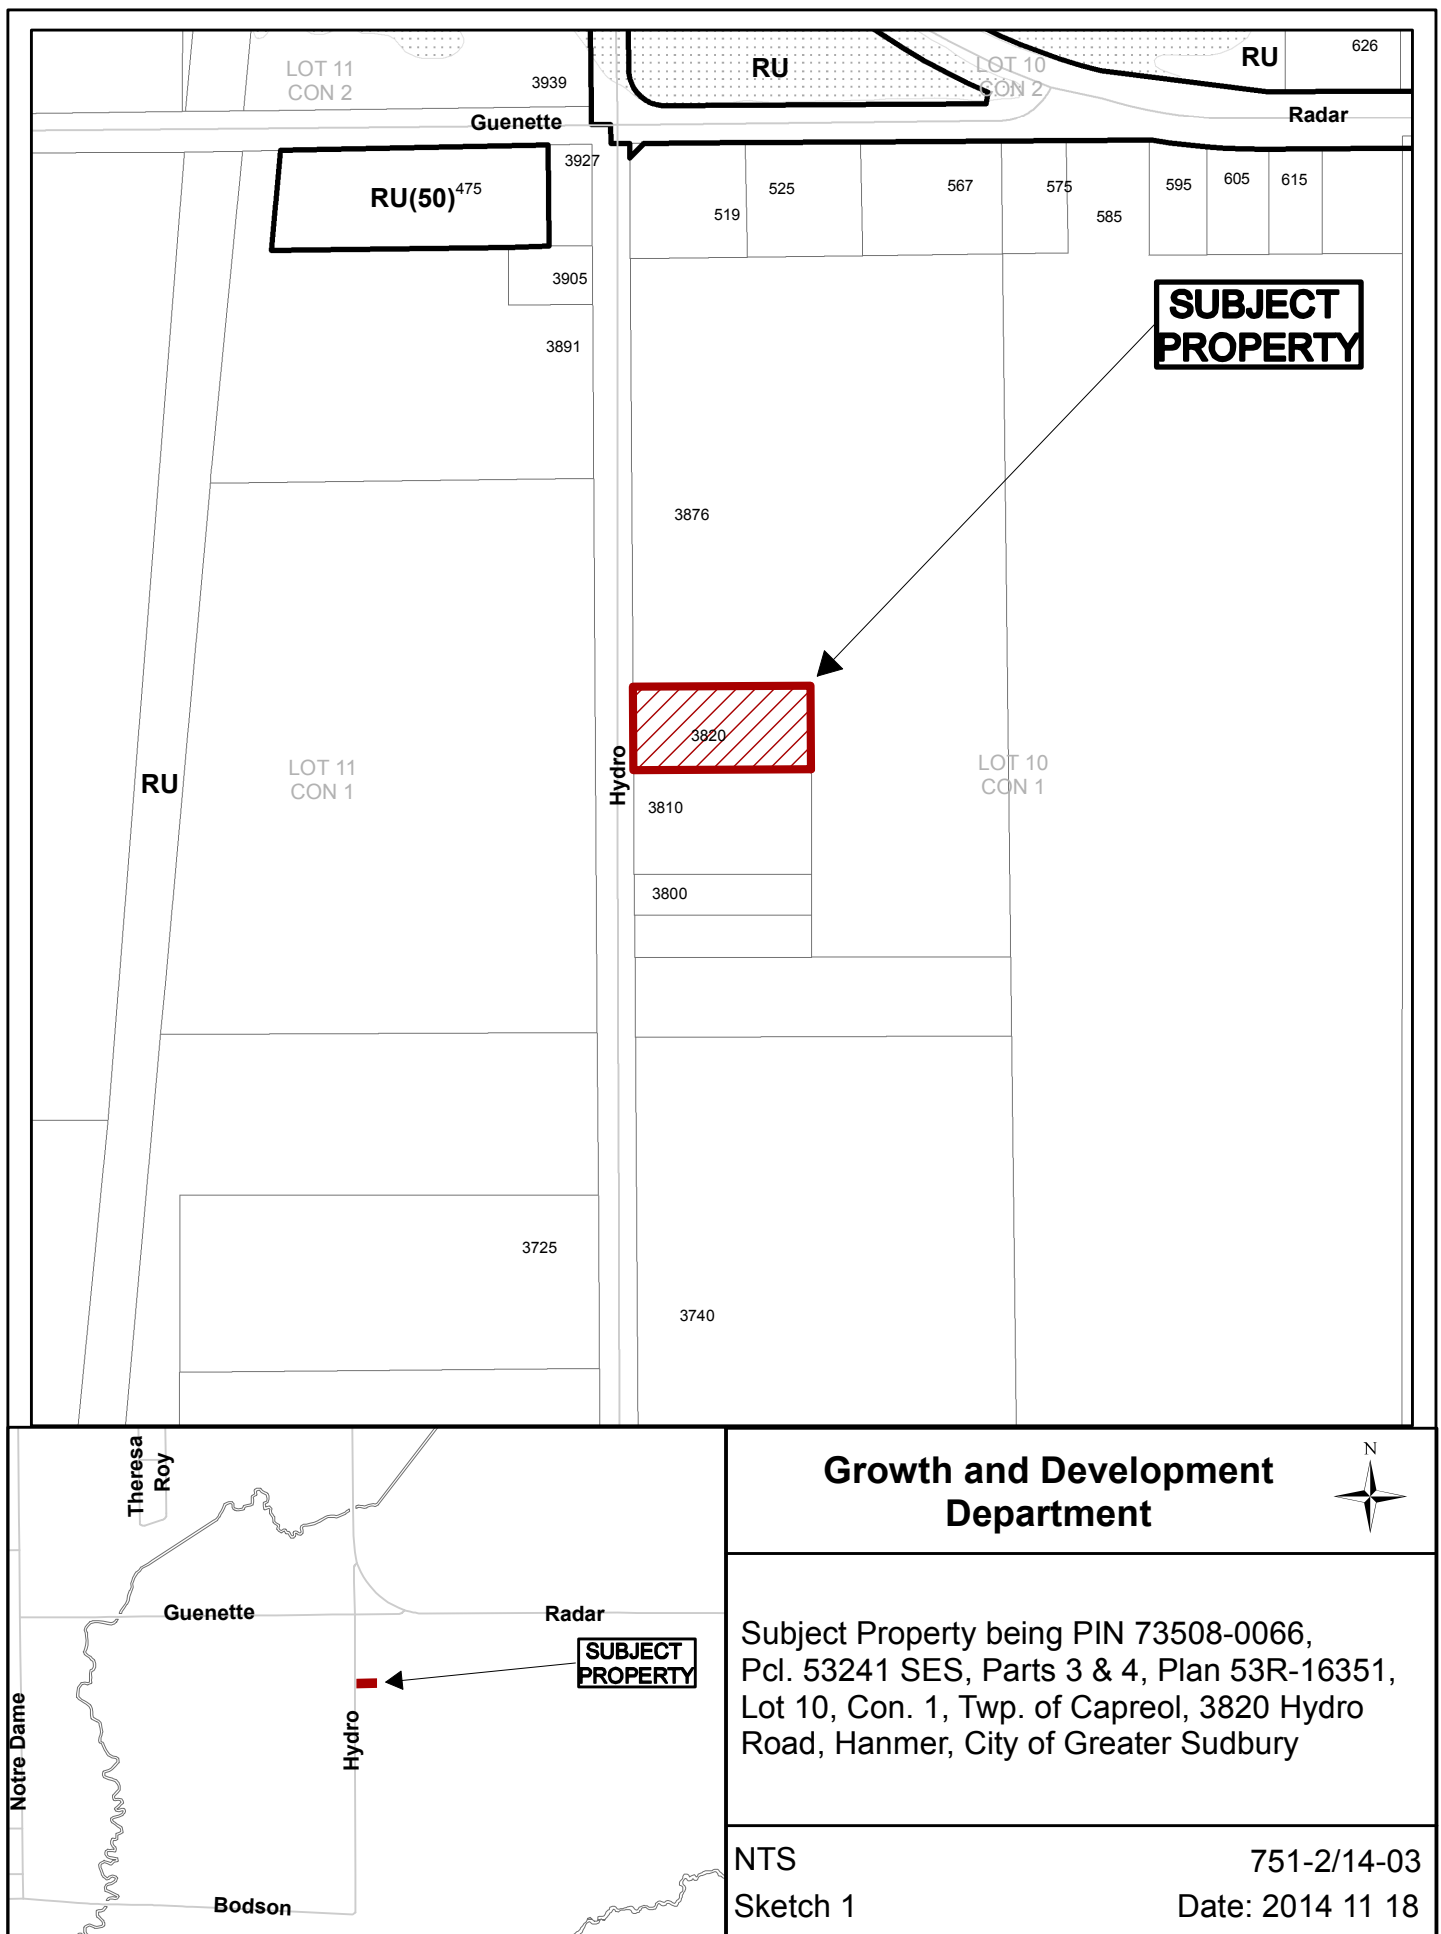 LOT 11
CON 2
3939
RU
LOT 10
CON 2
RU
626
Guenette
Radar
3927
RU(50)
475
519
525
567
575
585
595
605
615
3905
3891
SUBJECT
PROPERTY
3876
3820
Hydro
RU
LOT 11
CON 1
LOT 10
CON 1
3810
3800
3725
3740
Theresa
Roy
Guenette
Radar
SUBJECT
PROPERTY
Notre Dame
Hydro
Bodson
Growth and Development
Department
N
Subject Property being PIN 73508-0066,
Pcl. 53241 SES, Parts 3 & 4, Plan 53R-16351,
Lot 10, Con. 1, Twp. of Capreol, 3820 Hydro
Road, Hanmer, City of Greater Sudbury
NTS
751-2/14-03
Sketch 1
Date: 2014 11 18